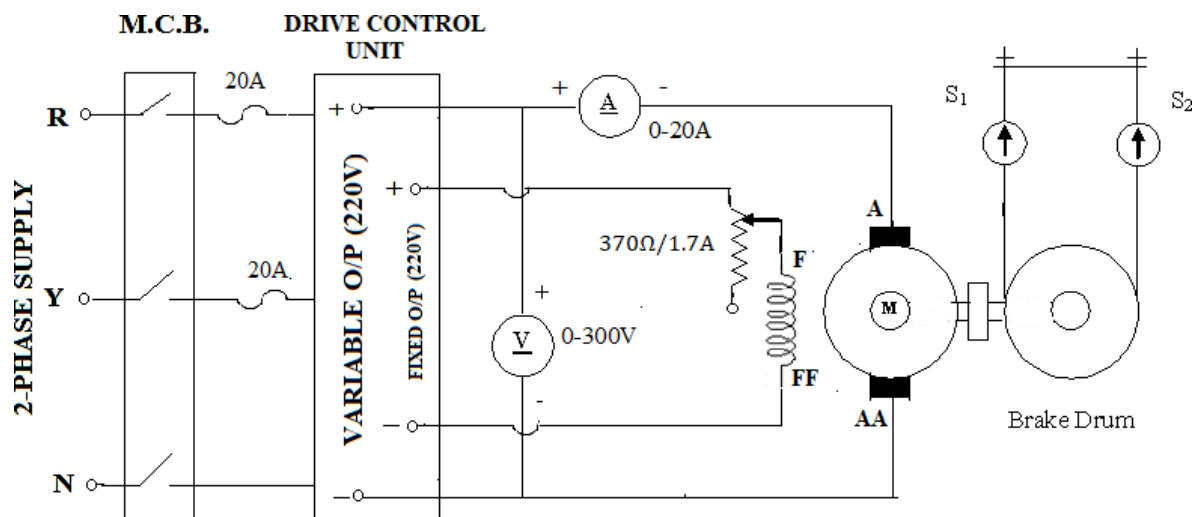 M.C.B.
DRIVE CONTROL
UNIT
20A
R
+
+
A
-
0-20A
S1
S2
2-PHASE SUPPLY
VARIABLE O/P (220V)
FIXED O/P (220V)
+
370Ω/1.7A
A
F
20A
Y
+
V
0-300V
-
M
FF
AA
Brake Drum
–
N
–